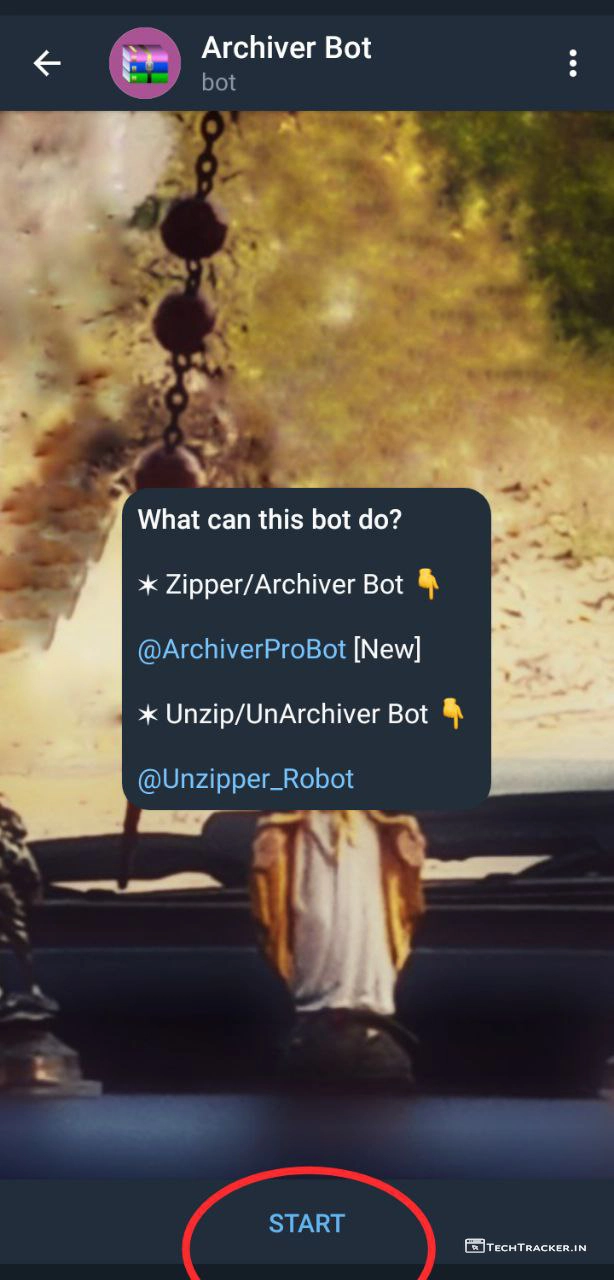 Archiver Bot
bot
What can this bot do?
✶ Zipper/Archiver Bot 👇
@ArchiverProBot [New]
✶ Unzip/UnArchiver Bot 👇
@Unzipper_Robot
START
TECHTRACKER.IN